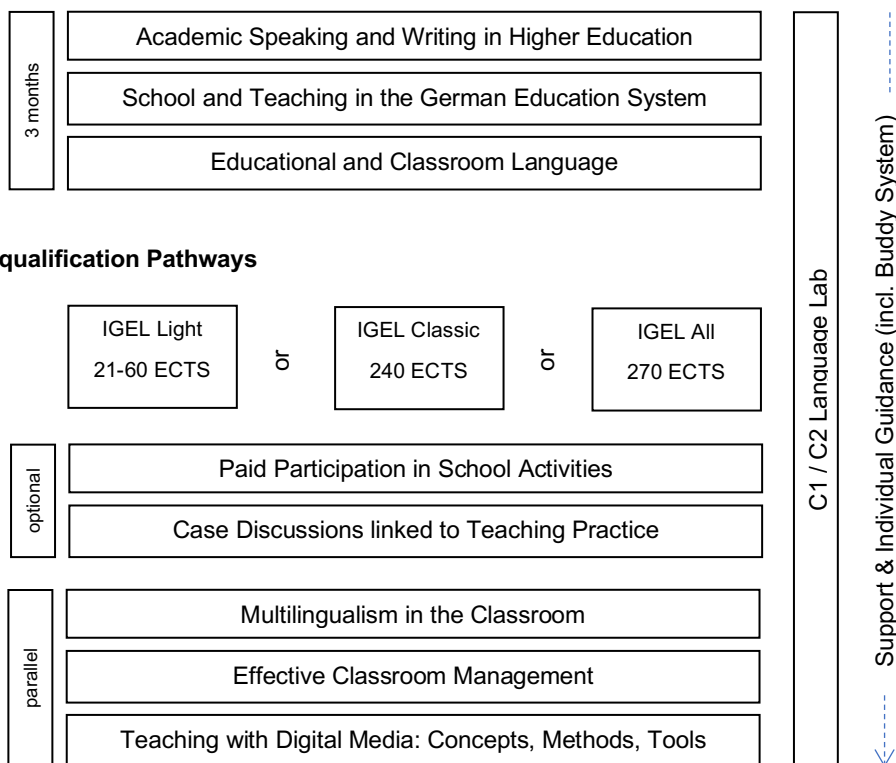 3 months
Academic Speaking and Writing in Higher Education
School and Teaching in the German Education System
Educational and Classroom Language
qualification Pathways
IGEL Light
21-60 ECTS
or
IGEL Classic
240 ECTS
or
IGEL All
270 ECTS
optional
Paid Participation in School Activities
Case Discussions linked to Teaching Practice
parallel
Multilingualism in the Classroom
Effective Classroom Management
Teaching with Digital Media: Concepts, Methods, Tools
C1 / C2 Language Lab
Support & Individual Guidance (incl. Buddy System)